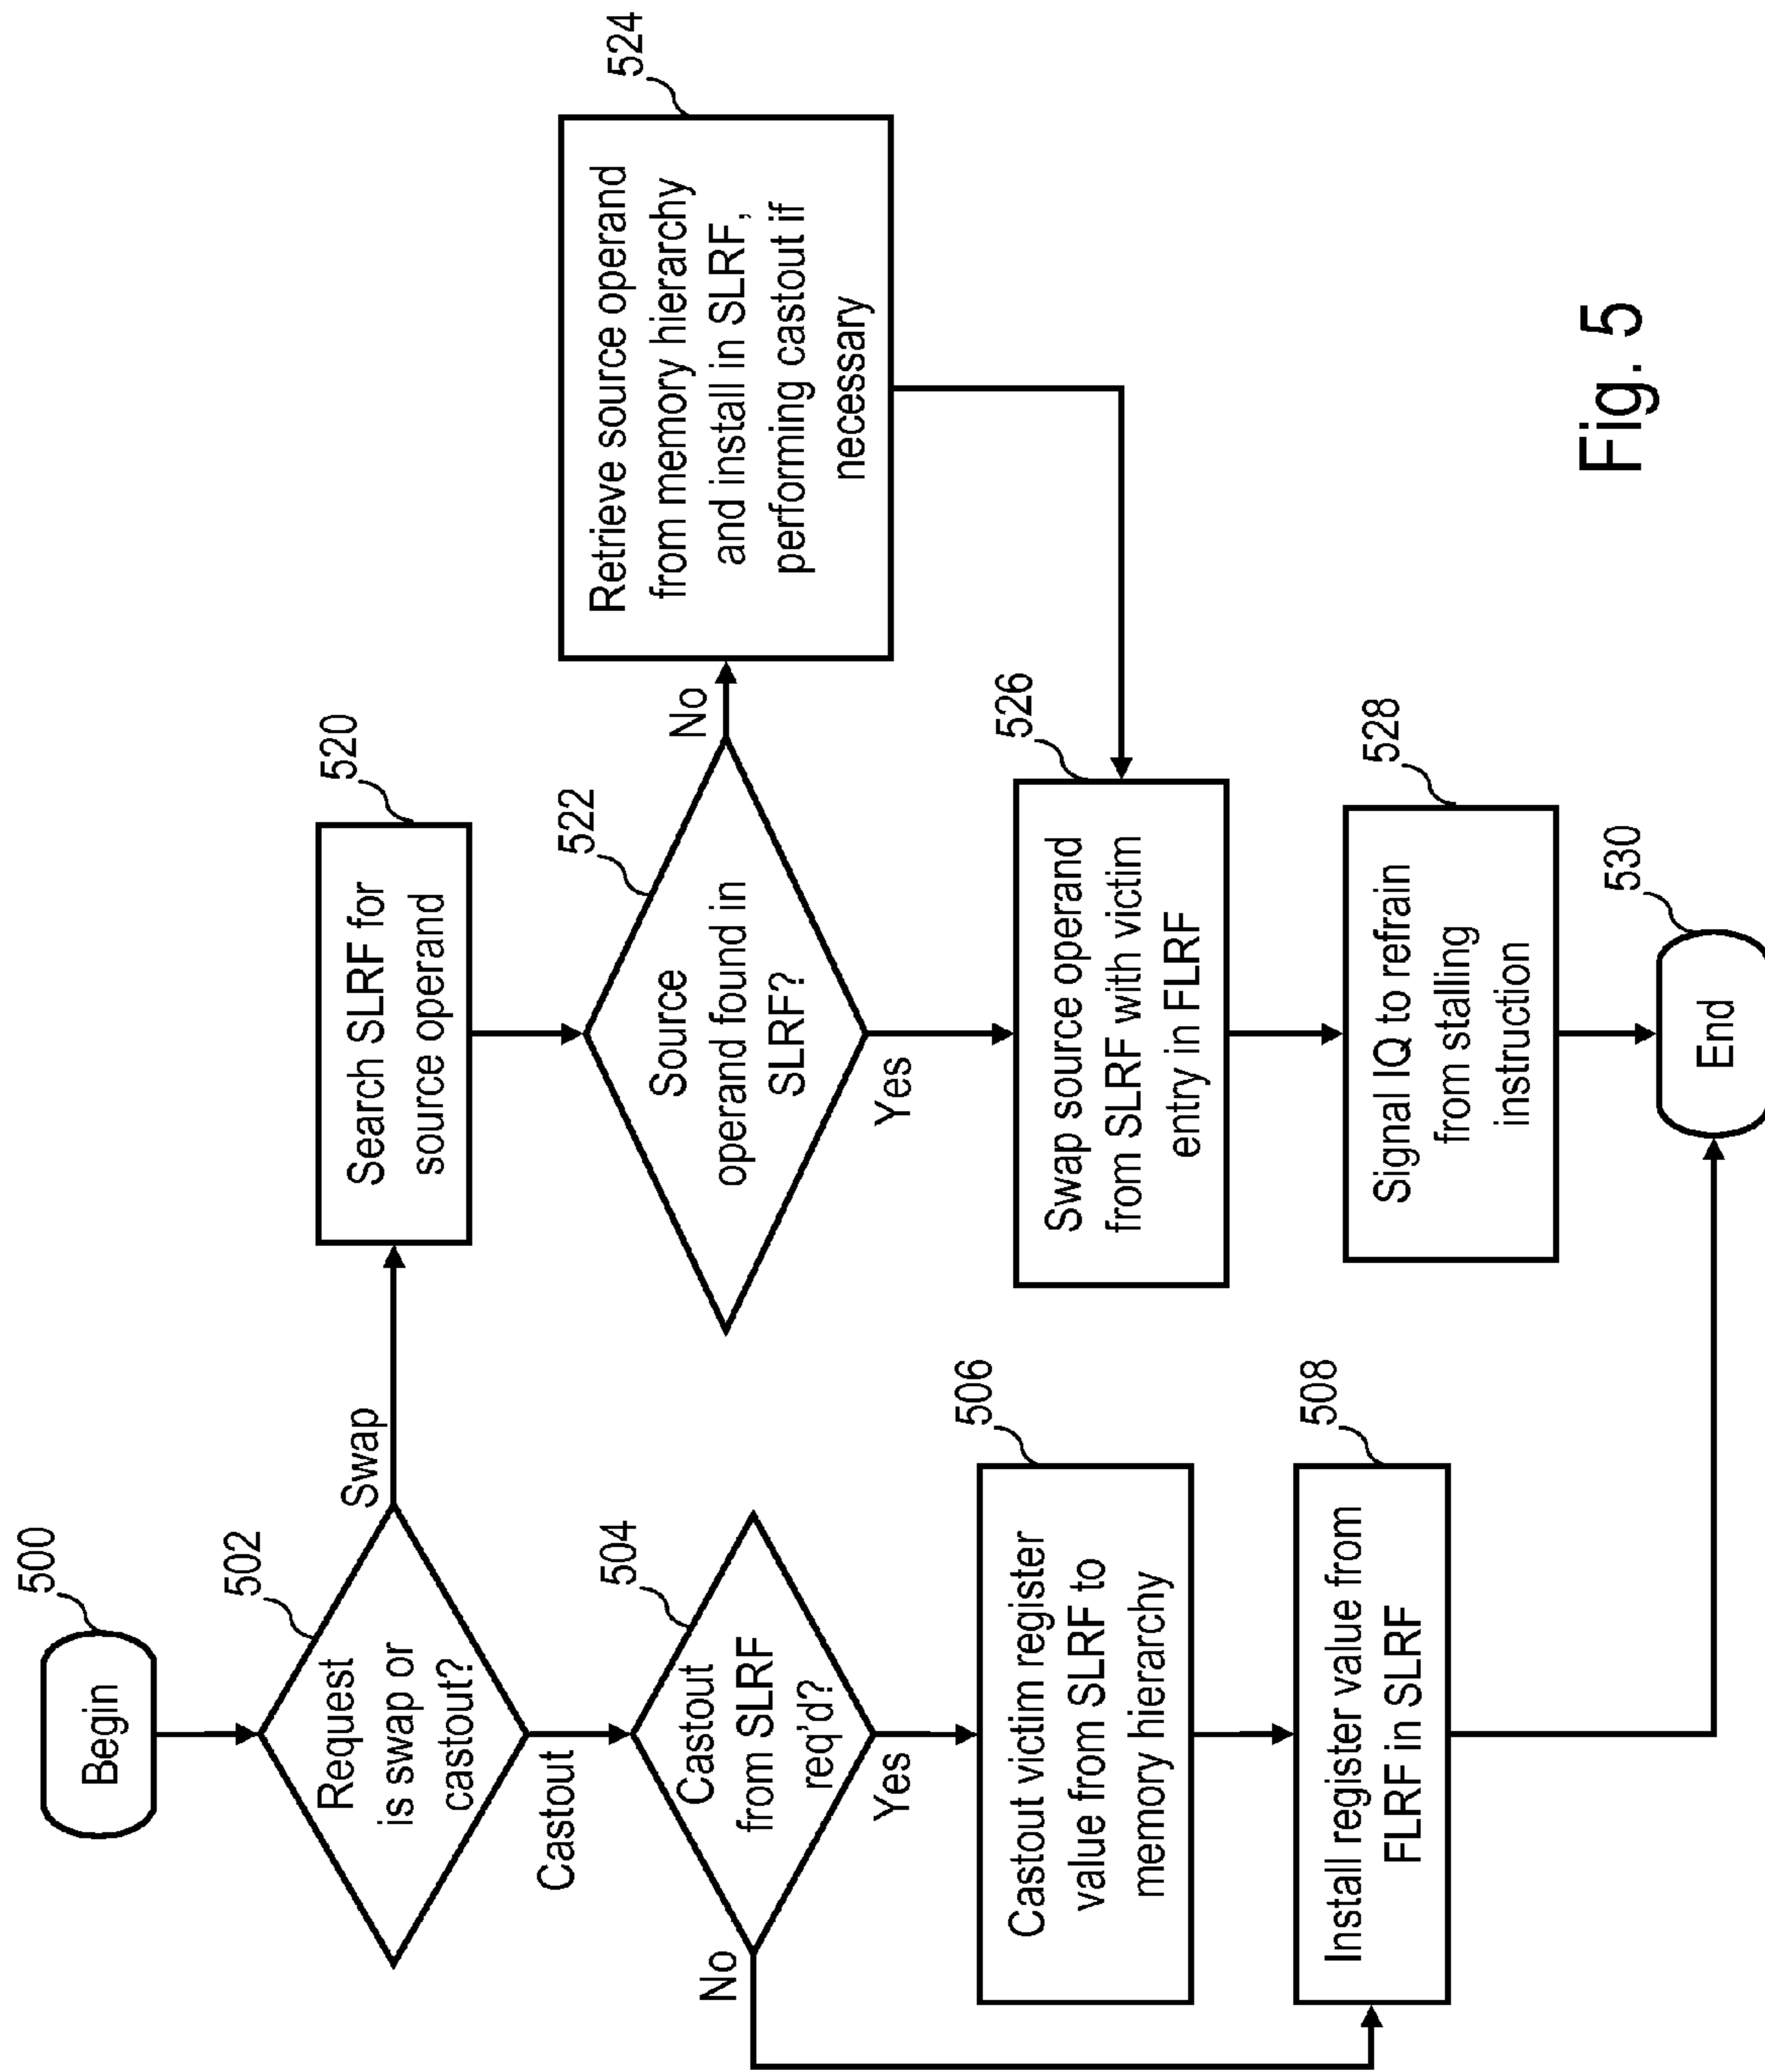 500
Begin
502
Request
is swap or
castout?
Swap
Castout
504
Castout
from SLRF
req'd?
No
Yes
506
Castout victim register
value from SLRF to
memory hierarchy
508
Install register value from
FLRF in SLRF
520
Search SLRF for
source operand
522
Source
operand found in
SLRF?
No
Yes
524
Retrieve source operand
from memory hierarchy
and install in SLRF,
performing castout if
necessary
526
Swap source operand
from SLRF with victim
entry in FLRF
528
Signal IQ to refrain
from stalling
instruction
530
End
Fig. 5